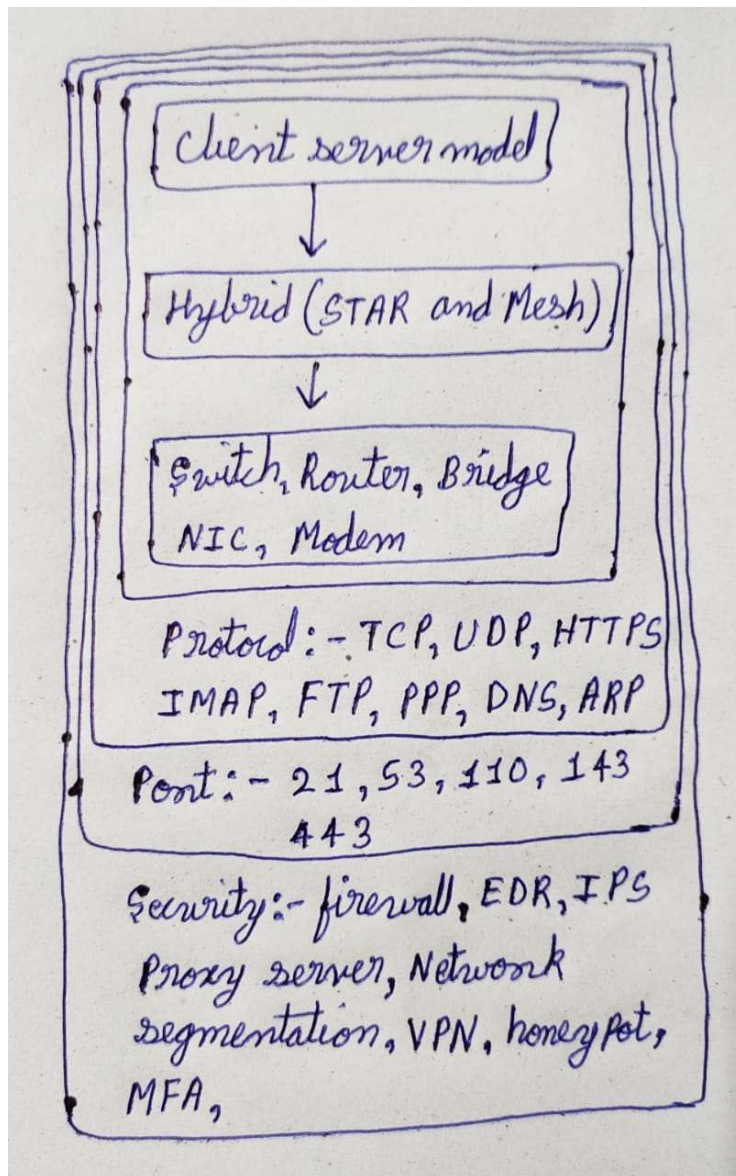 Client server model
Hybrid (STAR and Mesh)
Switch, Router, Bridge
NIC, Modem
Protocol:- TCP, UDP, HTTPS
IMAP, FTP, PPP, DNS, ARP
Port:- 21, 53, 110, 143
443
Security:- firewall, EDR, IPS
Proxy server, Network
segmentation, VPN, honeypot,
MFA,